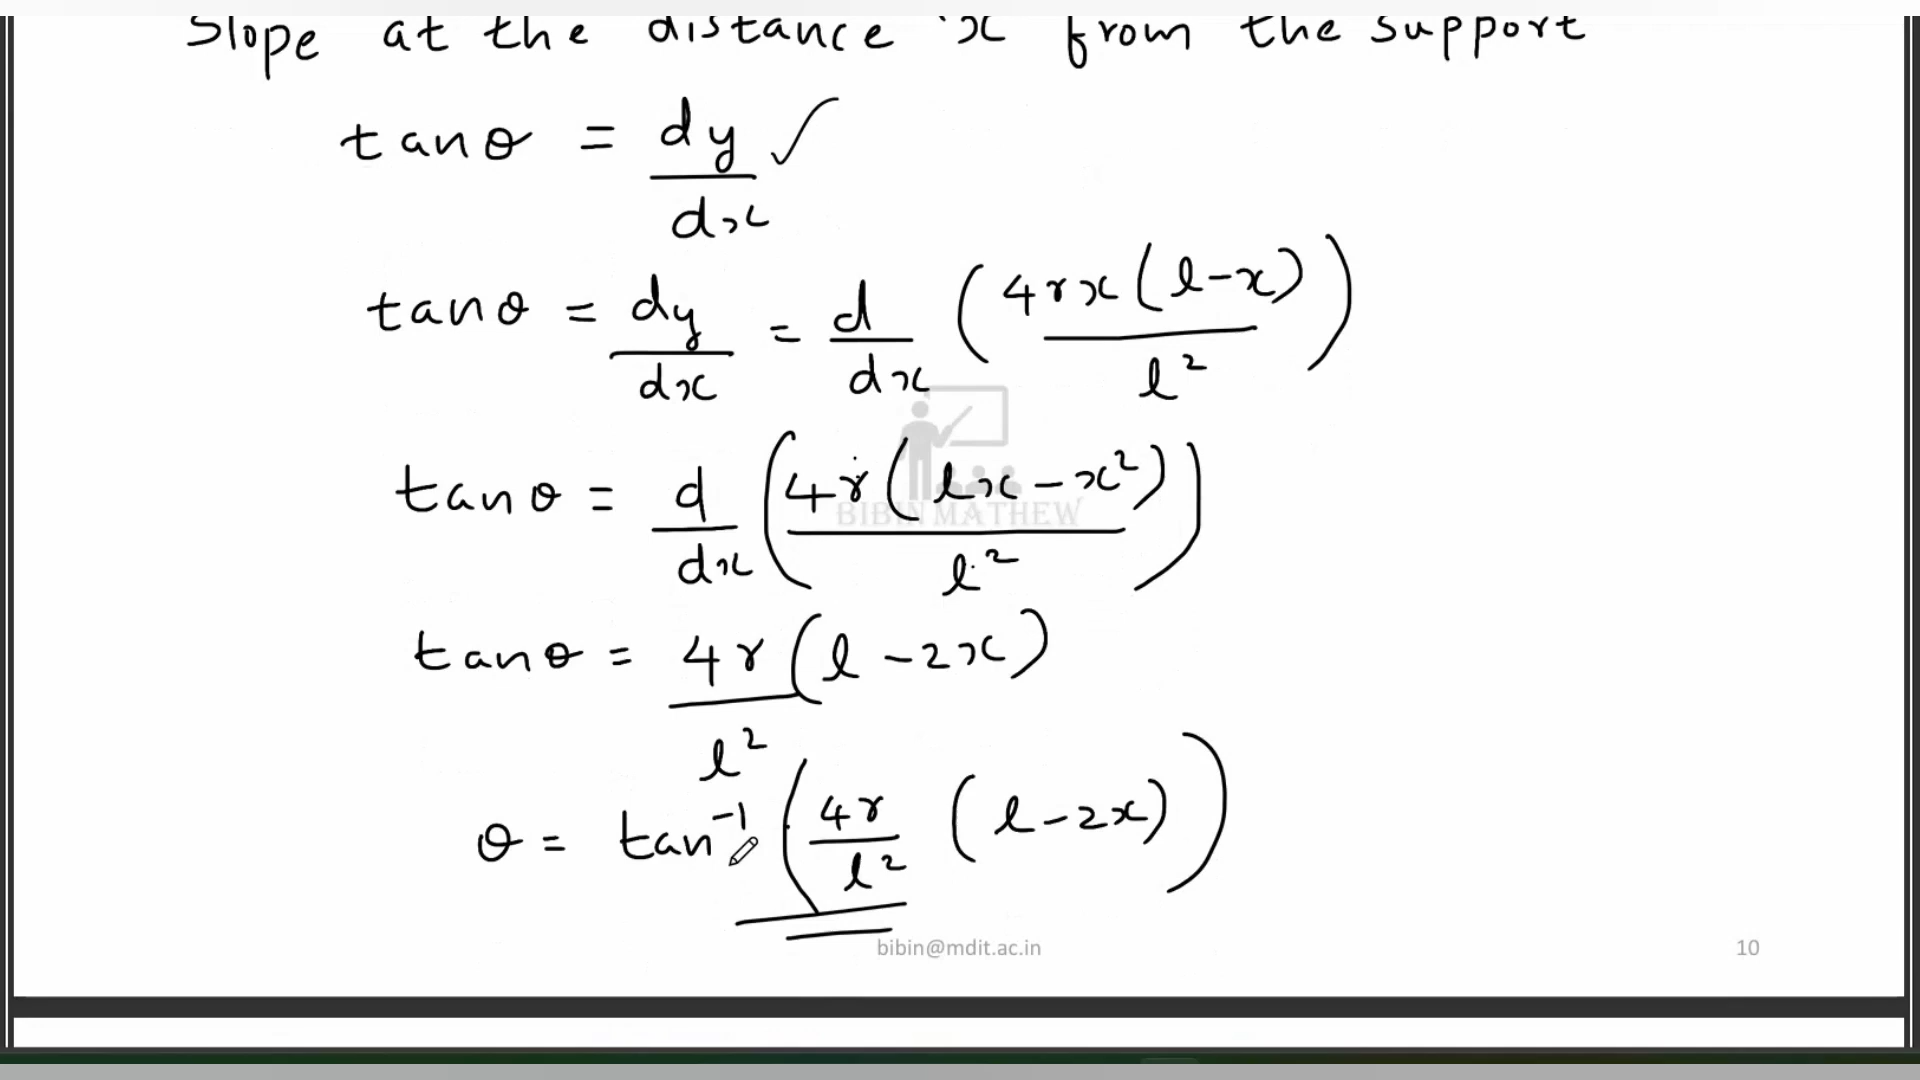 Slope at the distance 'x from the support
tanθ = dy/dx ✓
tanθ = dy/dx = d/dx (4rx(l-x)/l²)
tanθ = d/dx (4r(lx-x²)/l²)
BIBIN MATHEW
tanθ = 4r/l² (l-2x)
θ = tan⁻¹ (4r/l² (l-2x))
bibin@mdit.ac.in
10